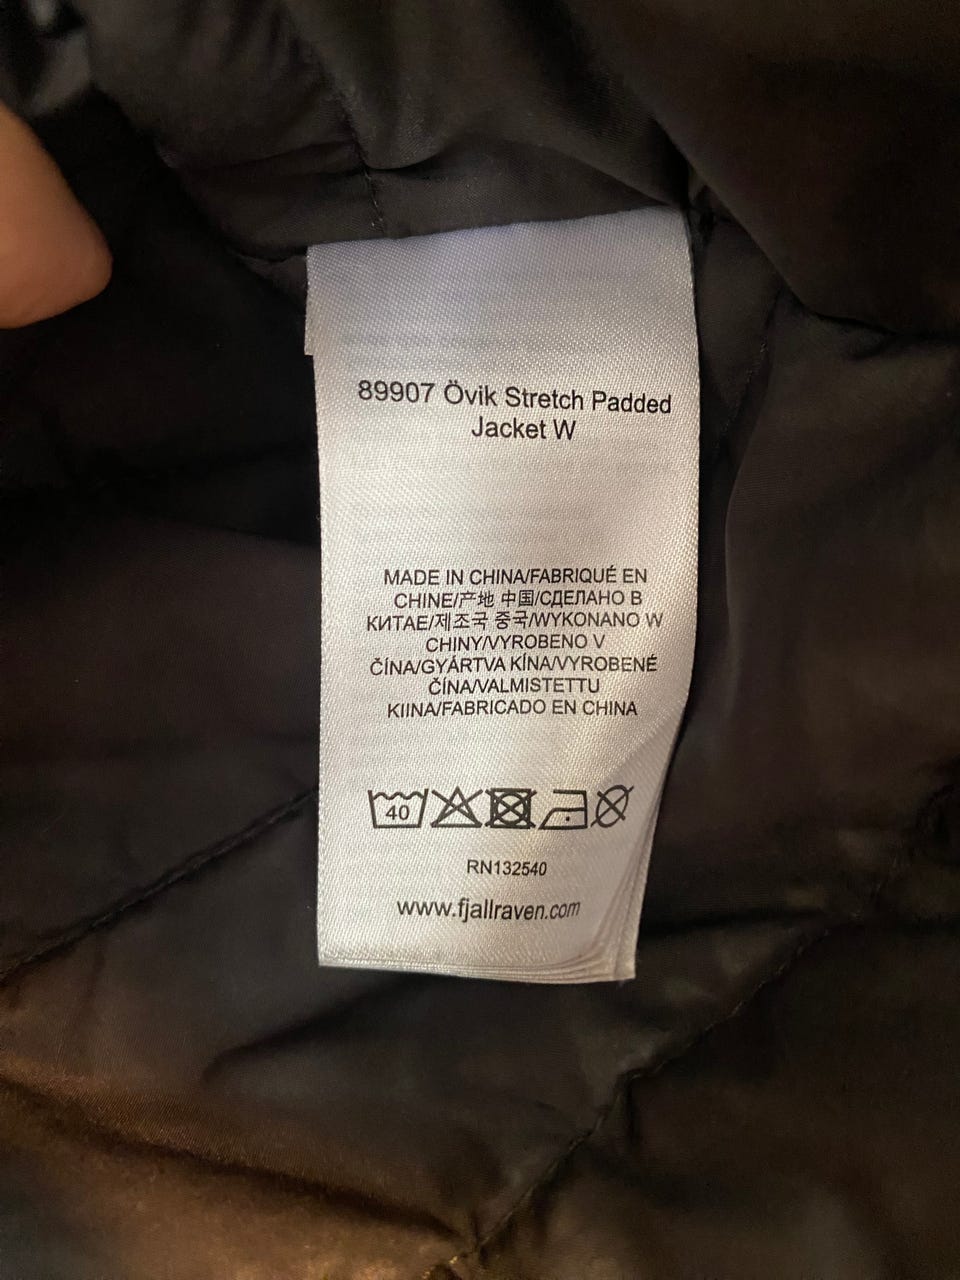 89907 Övik Stretch Padded
Jacket W
MADE IN CHINA/FABRIQUÉ EN
CHINE/产地 中国/СДЕЛАНО В
КИТАЕ/제조국 중국/WYKONANO W
CHINY/VYROBENO V
ČÍNA/GYÁRTVA KÍNA/VYROBENÉ
ČÍNA/VALMISTETTU
KIINA/FABRICADO EN CHINA
40
RN132540
www.fjallraven.com